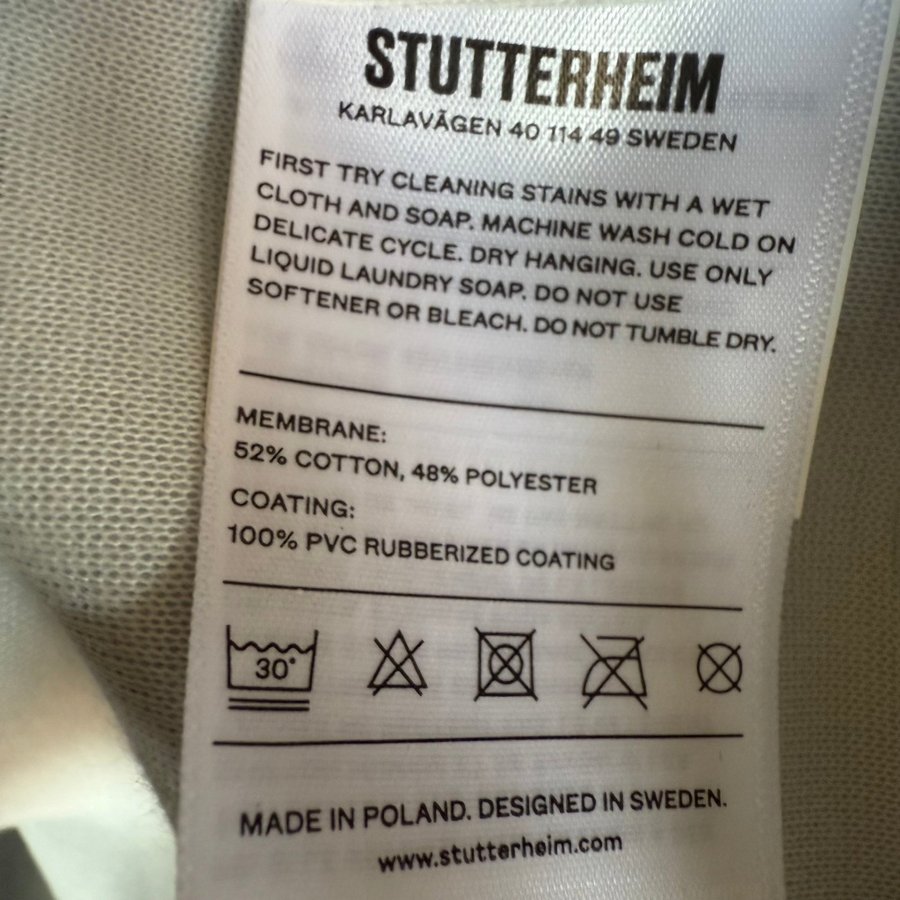 STUTTERHEIM
KARLAVÄGEN 40 114 49 SWEDEN
FIRST TRY CLEANING STAINS WITH A WET
CLOTH AND SOAP. MACHINE WASH COLD ON
DELICATE CYCLE. DRY HANGING. USE ONLY
LIQUID LAUNDRY SOAP. DO NOT USE
SOFTENER OR BLEACH. DO NOT TUMBLE DRY.
MEMBRANE:
52% COTTON, 48% POLYESTER
COATING:
100% PVC RUBBERIZED COATING
30°
MADE IN POLAND. DESIGNED IN SWEDEN.
www.stutterheim.com